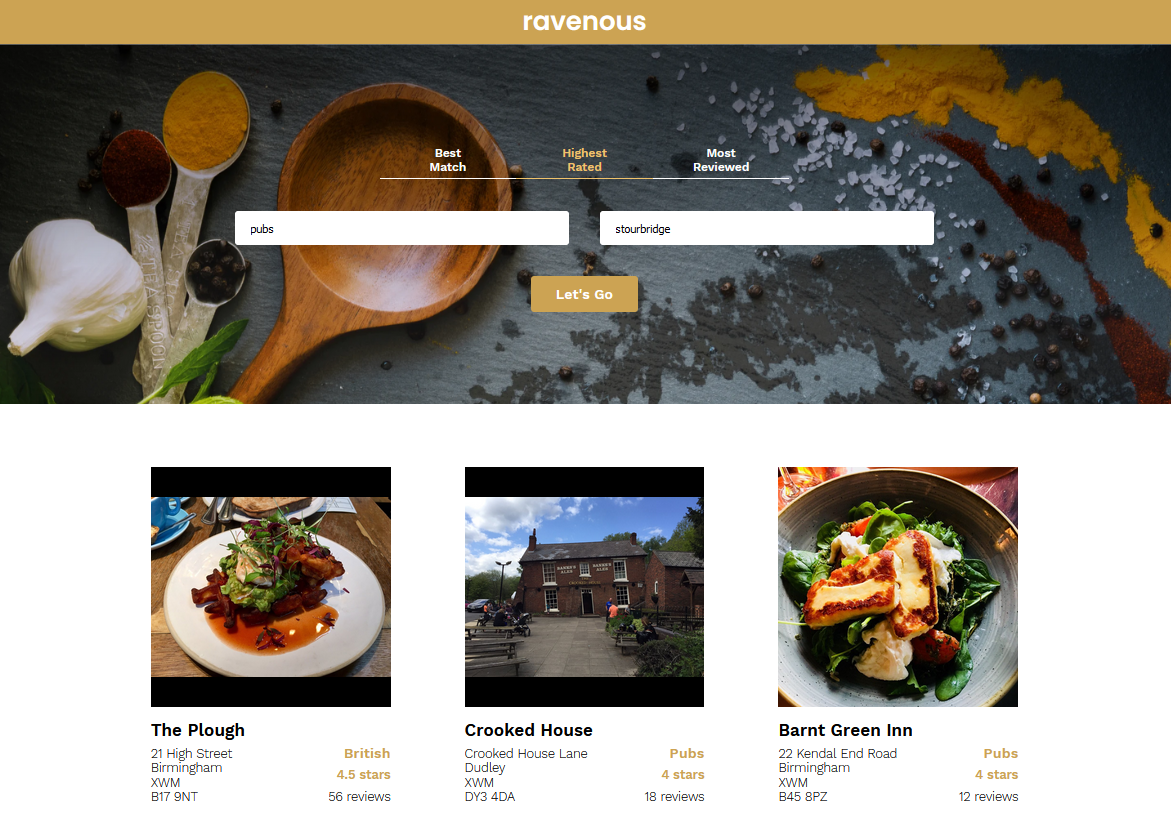 ravenous
Best
Match
Highest
Rated
Most
Reviewed
pubs
stourbridge
Let's Go
The Plough
21 High Street
Birmingham
XWM
B17 9NT
British
4.5 stars
56 reviews
Crooked House
Crooked House Lane
Dudley
XWM
DY3 4DA
Pubs
4 stars
18 reviews
Barnt Green Inn
22 Kendal End Road
Birmingham
XWM
B45 8PZ
Pubs
4 stars
12 reviews